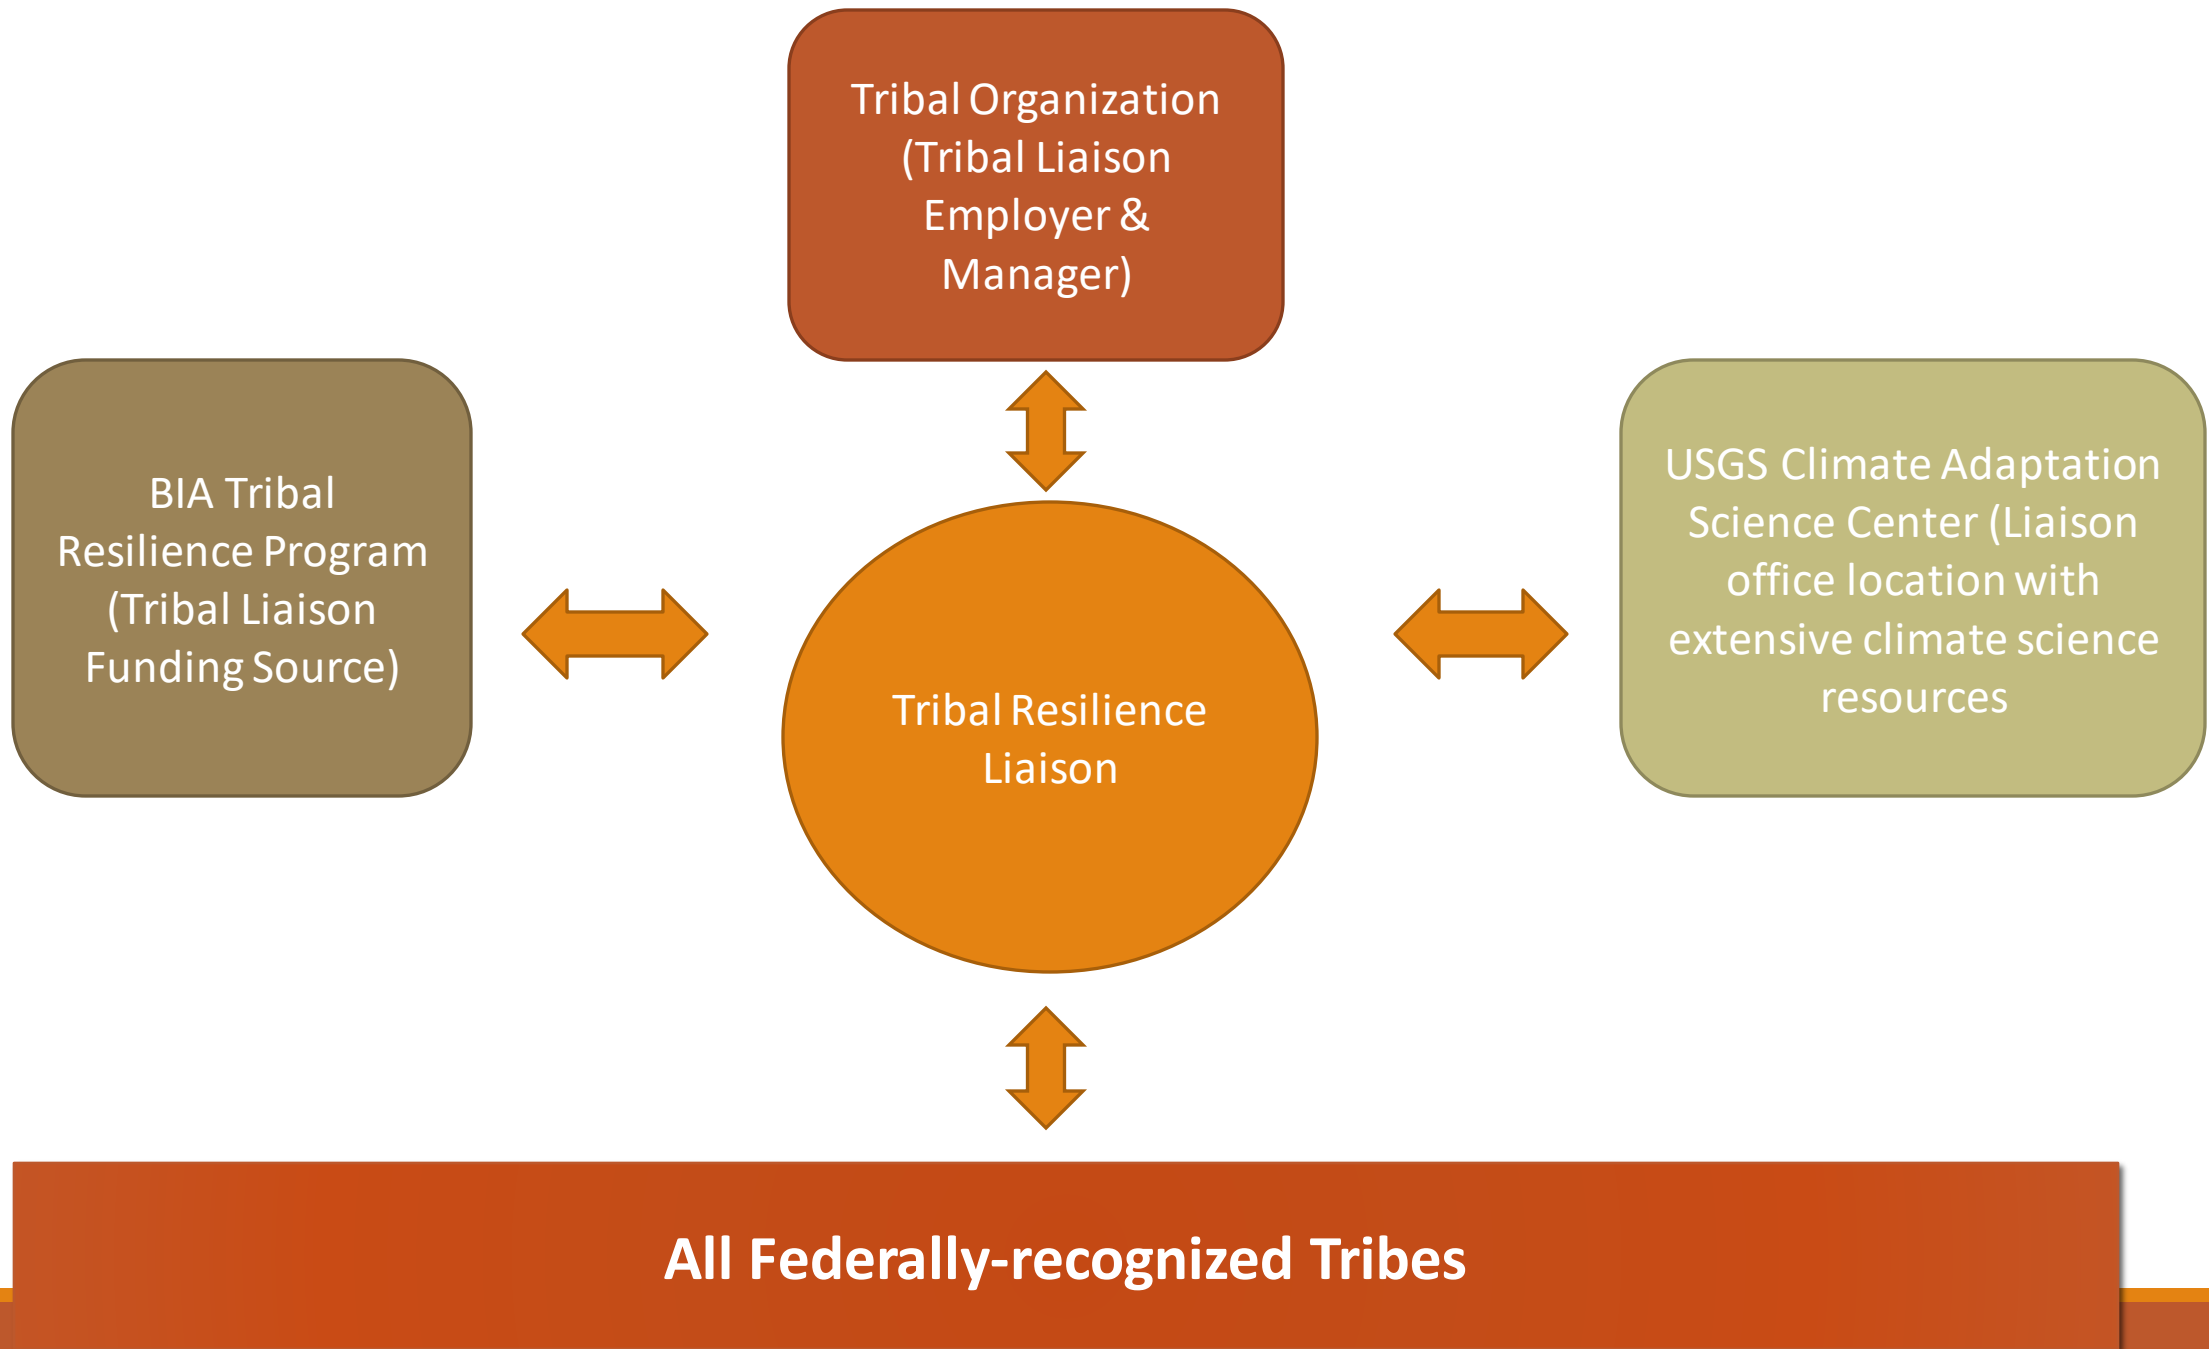 Tribal Organization
(Tribal Liaison
Employer &
Manager)
BIA Tribal
Resilience Program
(Tribal Liaison
Funding Source)
USGS Climate Adaptation
Science Center (Liaison
office location with
extensive climate science
resources
Tribal Resilience
Liaison
All Federally-recognized Tribes